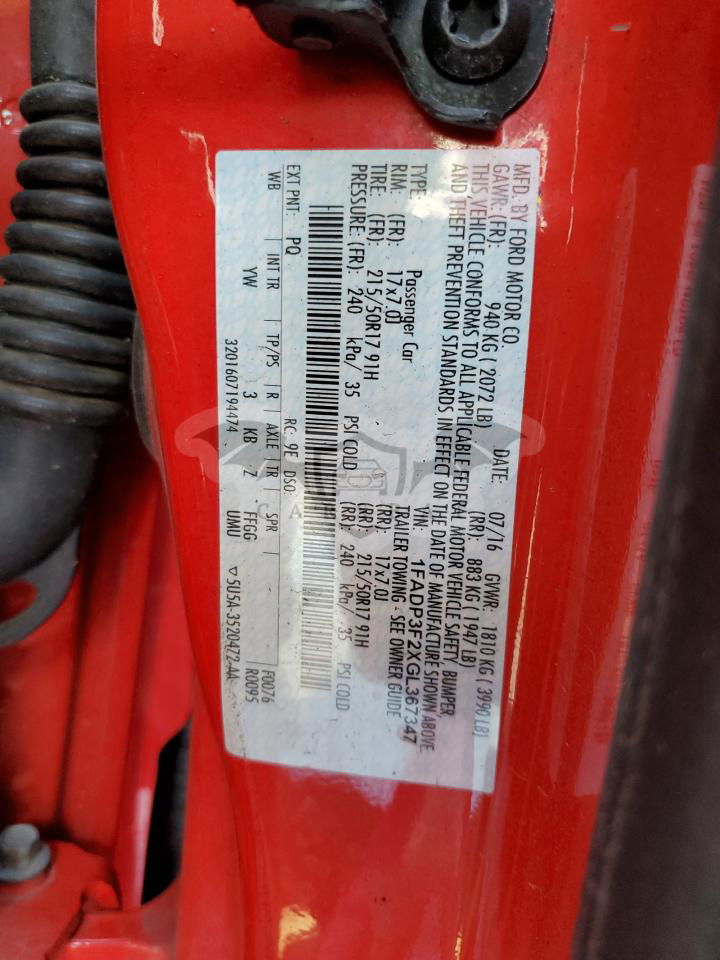 MFD. BY FORD MOTOR CO.
DATE: 07/16 GVWR: 1810 KG ( 3990 LB)
GAWR: (FR): 940 KG ( 2072 LB) (RR): 883 KG ( 1947 LB)
THIS VEHICLE CONFORMS TO ALL APPLICABLE FEDERAL MOTOR VEHICLE SAFETY, BUMPER,
AND THEFT PREVENTION STANDARDS IN EFFECT ON THE DATE OF MANUFACTURE SHOWN ABOVE.
VIN: 1FADP3F2XGL367347
TYPE: Passenger Car TRAILER TOWING - SEE OWNER GUIDE
RIM: (FR): 17x7.0J (RR): 17x7.0J
TIRE: (FR): 215/50R17 91H (RR): 215/50R17 91H
PRESSURE: (FR): 240 kPa/ 35 PSI COLD (RR): 240 kPa/ 35 PSI COLD
EXT PNT: PQ RC: 9E DSO: F0076
WB INT TR TP/PS R AXLE TR SPR R0095
YW 3 KB 7 FFGG UMU
3201607194474 5U5A-3520472-AA